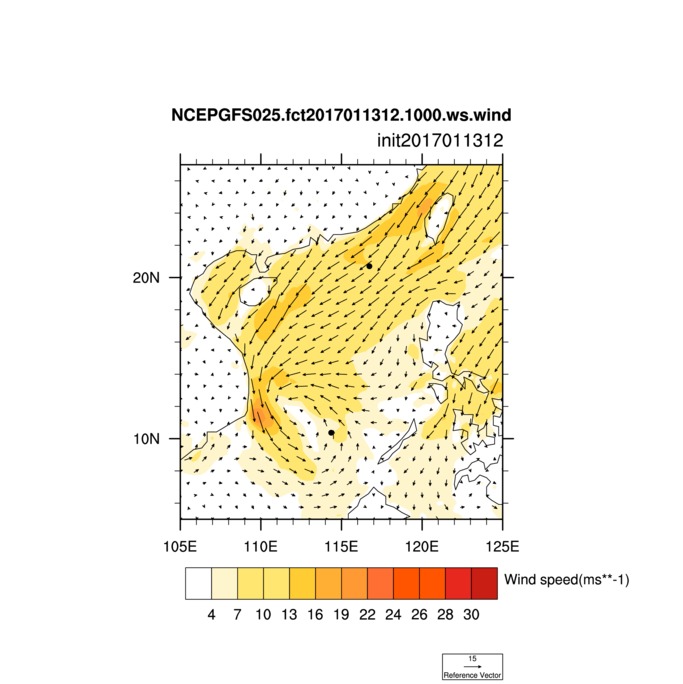 NCEPGFS025.fct2017011312.1000.ws.wind
init2017011312
20N
10N
105E 110E 115E 120E 125E
Wind speed(ms**-1)
4 7 10 13 16 19 22 24 26 28 30
15
Reference Vector